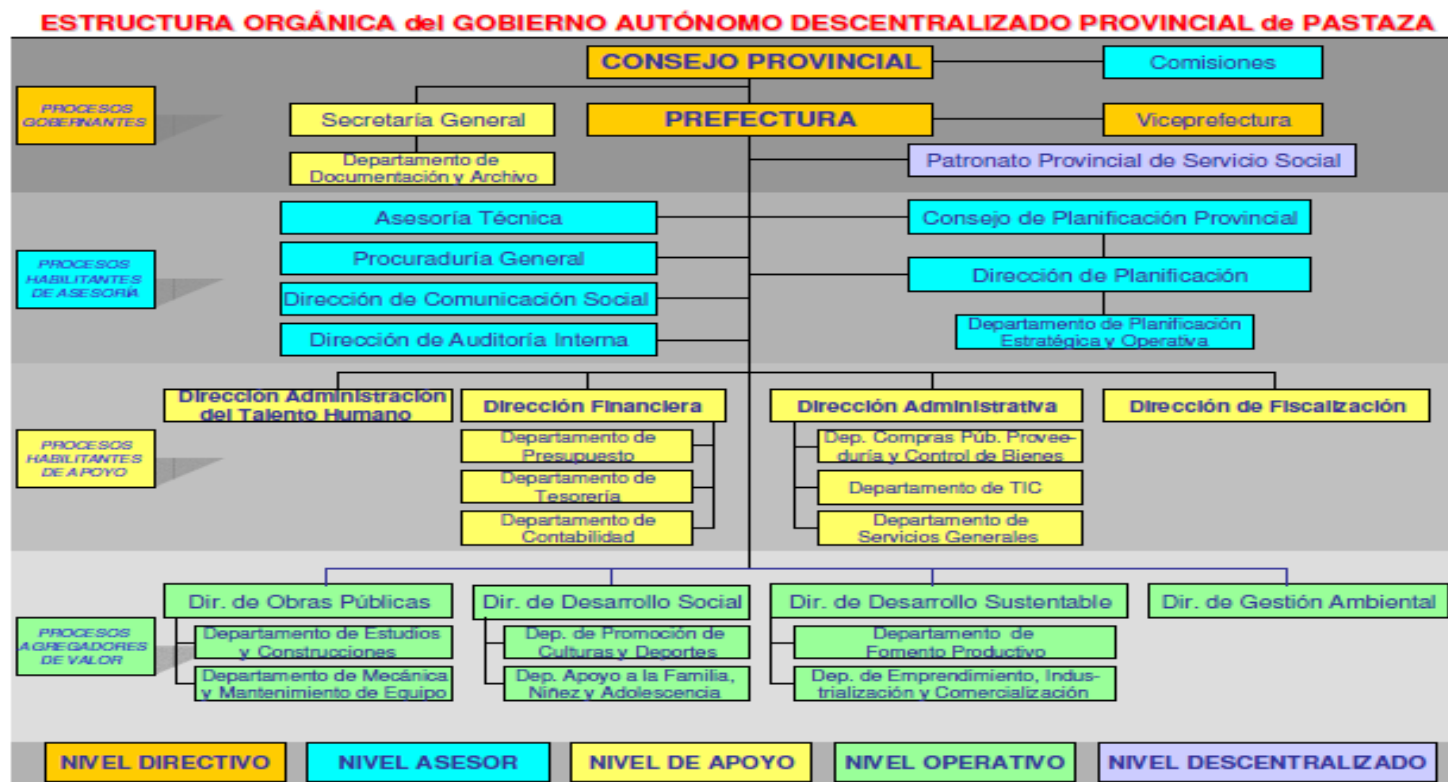 ESTRUCTURA ORGÁNICA del GOBIERNO AUTÓNOMO DESCENTRALIZADO PROVINCIAL de PASTAZA
CONSEJO PROVINCIAL
Comisiones
PROCESOS
GOBERNANTES
Secretaría General
PREFECTURA
Viceprefectura
Departamento de
Documentación y Archivo
Patronato Provincial de Servicio Social
PROCESOS
HABILITANTES
DE ASESORÍA
Asesoría Técnica
Consejo de Planificación Provincial
Procuraduría General
Dirección de Planificación
Dirección de Comunicación Social
Dirección de Auditoría Interna
Departamento de Planificación
Estratégica y Operativa
PROCESOS
HABILITANTES
DE APOYO
Dirección Administración
del Talento Humano
Dirección Financiera
Dirección Administrativa
Dirección de Fiscalización
Departamento de
Presupuesto
Dep. Compras Púb. Provee-
duría y Control de Bienes
Departamento de
Tesorería
Departamento de TIC
Departamento de
Contabilidad
Departamento de
Servicios Generales
PROCESOS
AGREGADORES
DE VALOR
Dir. de Obras Públicas
Dir. de Desarrollo Social
Dir. de Desarrollo Sustentable
Dir. de Gestión Ambiental
Departamento de Estudios
y Construcciones
Dep. de Promoción de
Culturas y Deportes
Departamento de
Fomento Productivo
Departamento de Mecánica
y Mantenimiento de Equipo
Dep. Apoyo a la Familia,
Niñez y Adolescencia
Dep. de Emprendimiento, Indus-
trialización y Comercialización
NIVEL DIRECTIVO
NIVEL ASESOR
NIVEL DE APOYO
NIVEL OPERATIVO
NIVEL DESCENTRALIZADO